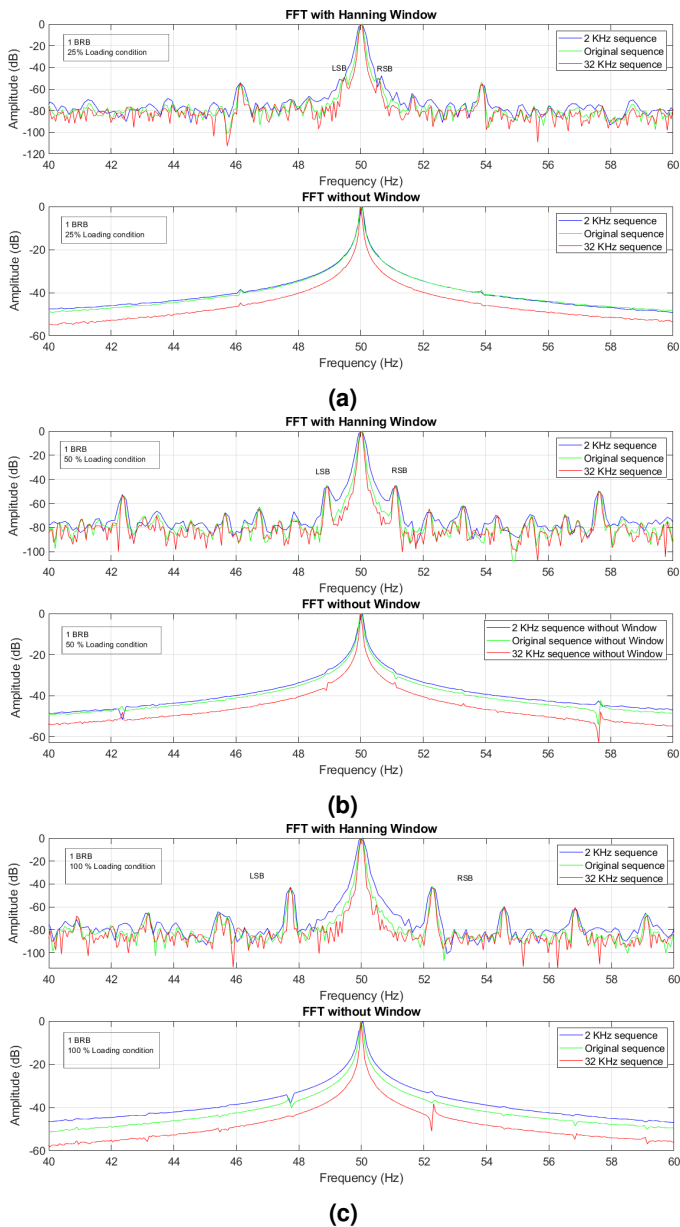 FFT with Hanning Window
0
-20
-40
-60
-80
-100
-120
Amplitude (dB)
1 BRB
25% Loading condition
LSB
RSB
2 KHz sequence
Original sequence
32 KHz sequence
40 42 44 46 48 50 52 54 56 58 60
Frequency (Hz)
FFT without Window
0
-20
-40
-60
Amplitude (dB)
1 BRB
25% Loading condition
2 KHz sequence
Original sequence
32 KHz sequence
40 42 44 46 48 50 52 54 56 58 60
Frequency (Hz)
(a)
FFT with Hanning Window
0
-20
-40
-60
-80
-100
Amplitude (dB)
1 BRB
50 % Loading condition
LSB
RSB
2 KHz sequence
Original sequence
32 KHz sequence
40 42 44 46 48 50 52 54 56 58 60
Frequency (Hz)
FFT without Window
0
-20
-40
-60
Amplitude (dB)
1 BRB
50 % Loading condition
2 KHz sequence without Window
Original sequence without Window
32 KHz sequence without Window
40 42 44 46 48 50 52 54 56 58 60
Frequency (Hz)
(b)
FFT with Hanning Window
0
-20
-40
-60
-80
-100
Amplitude (dB)
1 BRB
100 % Loading condition
LSB
RSB
2 KHz sequence
Original sequence
32 KHz sequence
40 42 44 46 48 50 52 54 56 58 60
Frequency (Hz)
FFT without Window
0
-20
-40
-60
Amplitude (dB)
1 BRB
100 % Loading condition
2 KHz sequence
Original sequence
32 KHz sequence
40 42 44 46 48 50 52 54 56 58 60
Frequency (Hz)
(c)